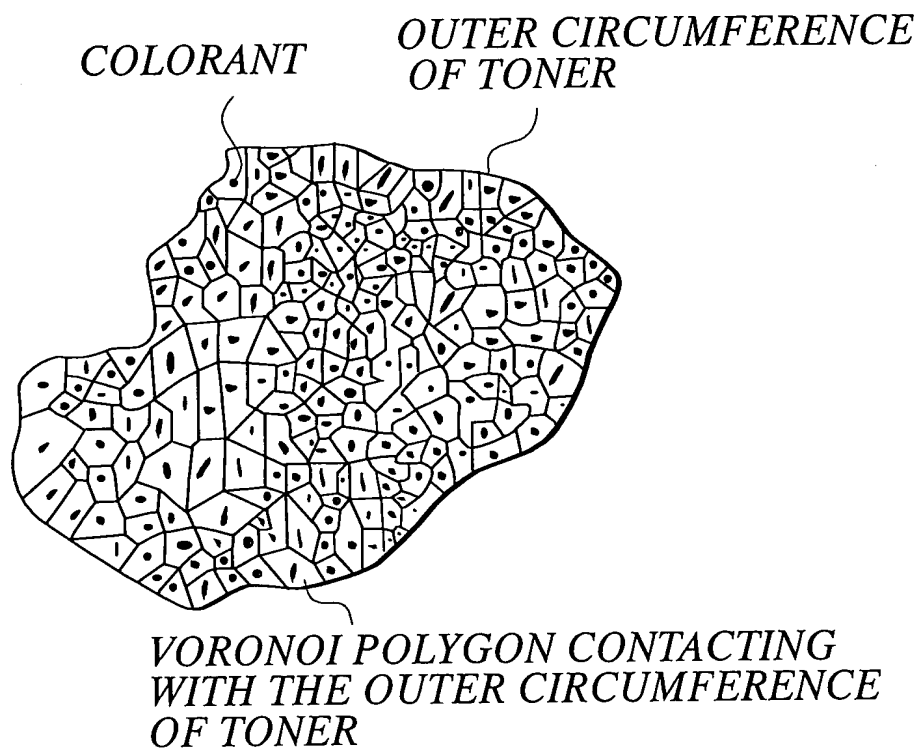 COLORANT
OUTER CIRCUMFERENCE
OF TONER
VORONOI POLYGON CONTACTING
WITH THE OUTER CIRCUMFERENCE
OF TONER